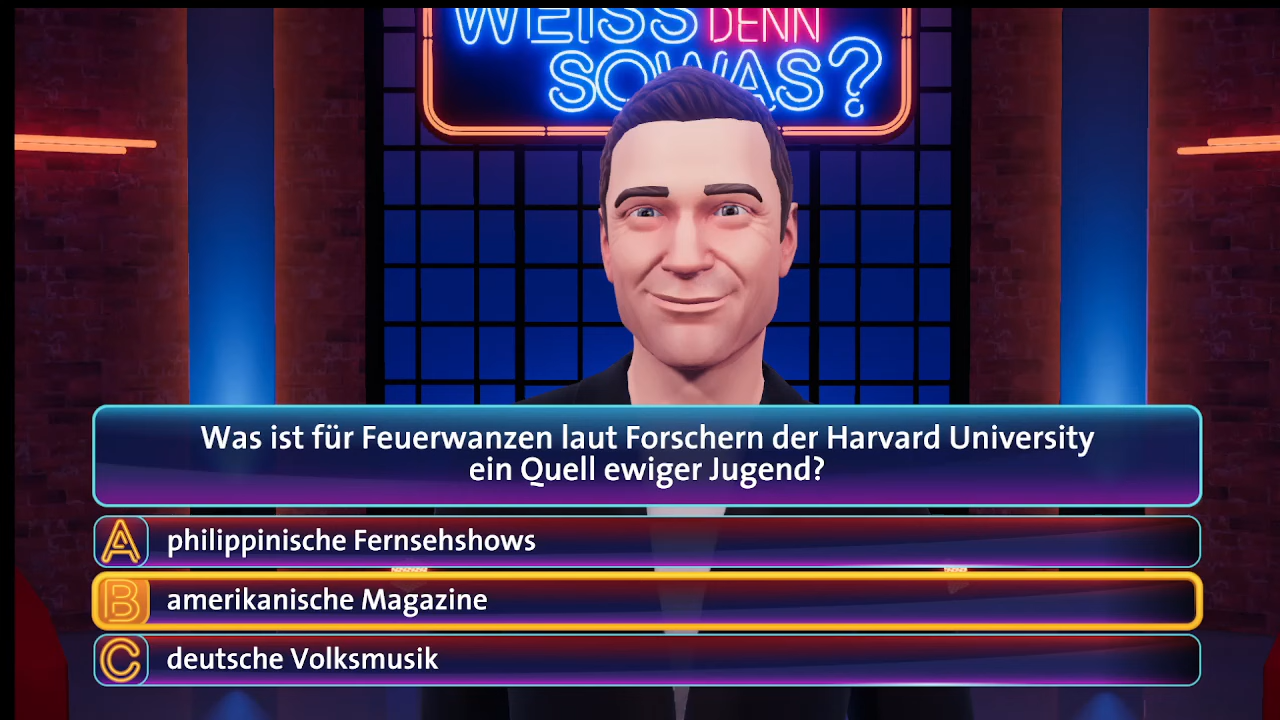 WEISS DENN
SOWAS?
Was ist für Feuerwanzen laut Forschern der Harvard University
ein Quell ewiger Jugend?
A philippinische Fernsehshows
B amerikanische Magazine
C deutsche Volksmusik